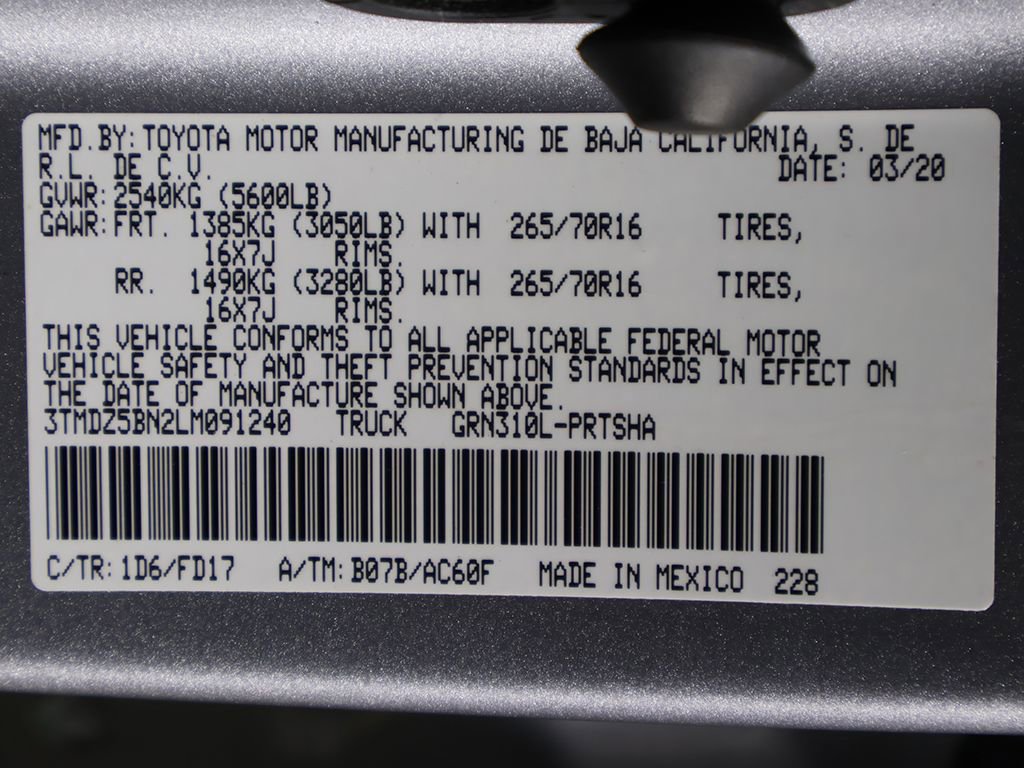 MFD.BY:TOYOTA MOTOR MANUFACTURING DE BAJA CALIFORNIA, S. DE
R.L. DE C.V. DATE: 03/20
GVWR:2540KG (5600LB)
GAWR:FRT. 1385KG (3050LB) WITH 265/70R16 TIRES,
16X7J RIMS.
RR. 1490KG (3280LB) WITH 265/70R16 TIRES,
16X7J RIMS.
THIS VEHICLE CONFORMS TO ALL APPLICABLE FEDERAL MOTOR
VEHICLE SAFETY AND THEFT PREVENTION STANDARDS IN EFFECT ON
THE DATE OF MANUFACTURE SHOWN ABOVE.
3TMDZ5BN2LM091240 TRUCK GRN310L-PRTSHA
C/TR:1D6/FD17 A/TM:B07B/AC60F MADE IN MEXICO 228